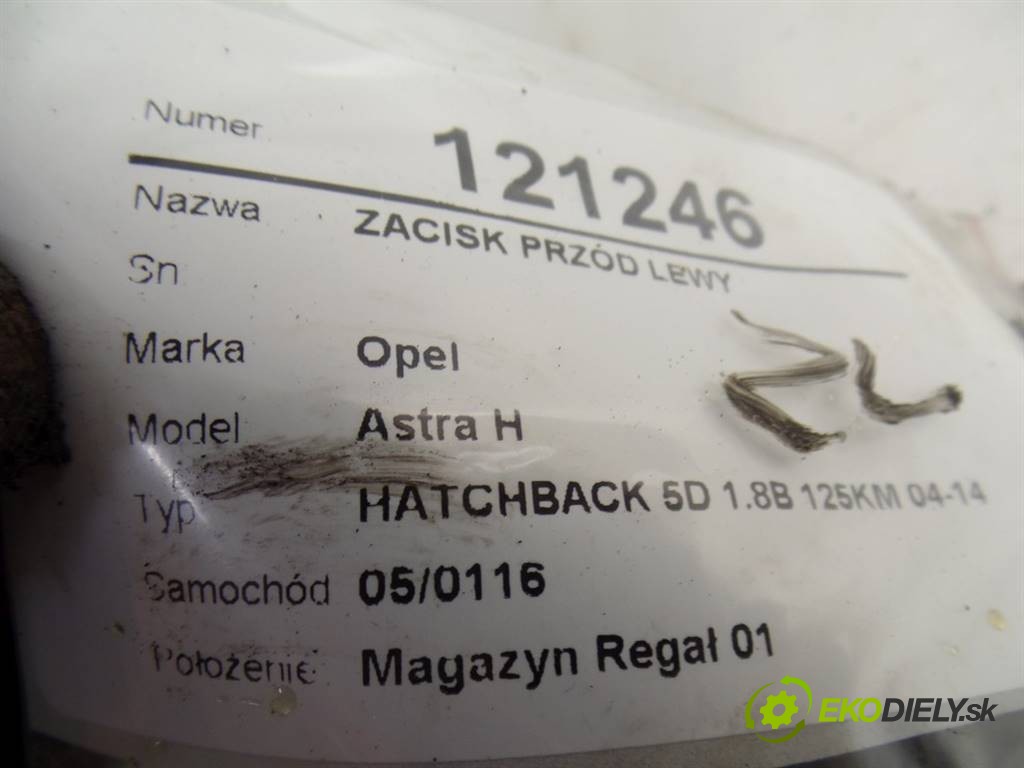 Numer 121246
Nazwa ZACISK PRZÓD LEWY
Sn
Marka Opel
Model Astra H
Typ HATCHBACK 5D 1.8B 125KM 04-14
Samochód 05/0116
Położenie Magazyn Regał 01
ZL
EKODIELY.sk